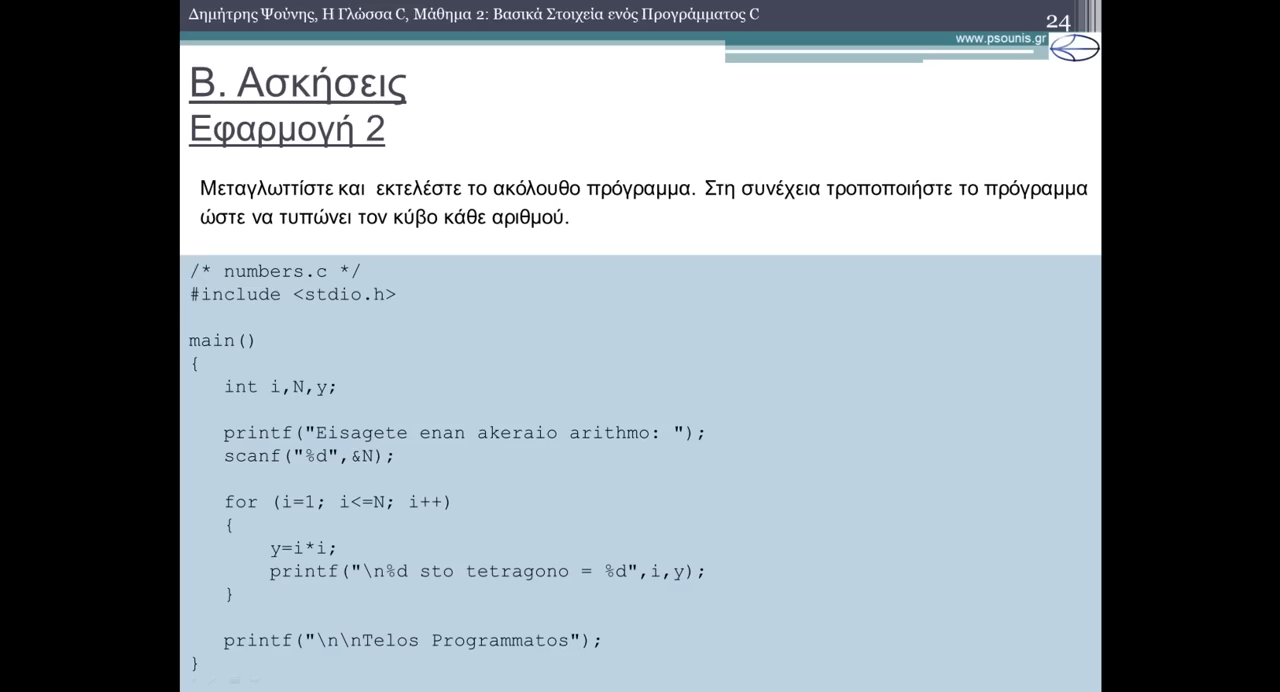 Δημήτρης Ψούνης, Η Γλώσσα C, Μάθημα 2: Βασικά Στοιχεία ενός Προγράμματος C
24
www.psounis.gr
Β. Ασκήσεις
Εφαρμογή 2
Μεταγλωττίστε και εκτελέστε το ακόλουθο πρόγραμμα. Στη συνέχεια τροποποιήστε το πρόγραμμα
ώστε να τυπώνει τον κύβο κάθε αριθμού.
/* numbers.c */
#include <stdio.h>
main()
{
int i,N,y;
printf("Eisagete enan akeraio arithmo: ");
scanf("%d",&N);
for (i=1; i<=N; i++)
{
y=i*i;
printf("\n%d sto tetragono = %d",i,y);
}
printf("\n\nTelos Programmatos");
}